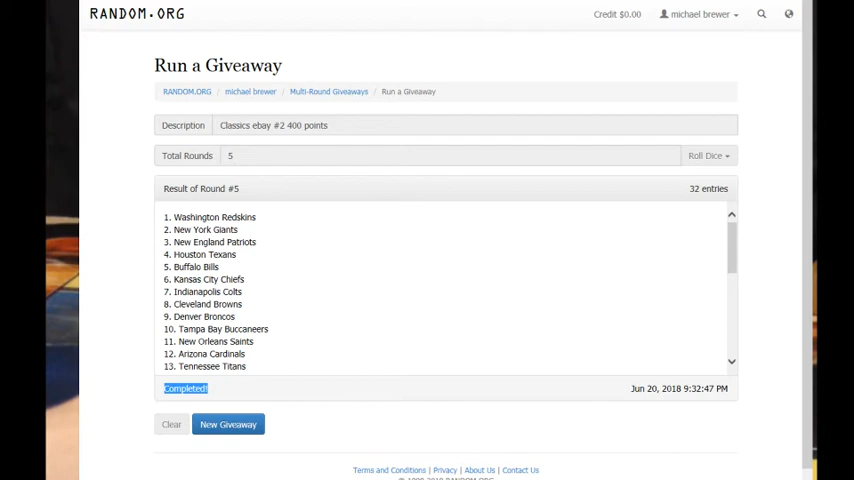 RANDOM.ORG
Credit $0.00 michael brewer
Run a Giveaway
RANDOM.ORG / michael brewer / Multi-Round Giveaways / Run a Giveaway
Description Classics ebay #2 400 points
Total Rounds 5 Roll Dice
Result of Round #5 32 entries
1. Washington Redskins
2. New York Giants
3. New England Patriots
4. Houston Texans
5. Buffalo Bills
6. Kansas City Chiefs
7. Indianapolis Colts
8. Cleveland Browns
9. Denver Broncos
10. Tampa Bay Buccaneers
11. New Orleans Saints
12. Arizona Cardinals
13. Tennessee Titans
Completed! Jun 20, 2018 9:32:47 PM
Clear New Giveaway
Terms and Conditions | Privacy | About Us | Contact Us
© 1998-2018 RANDOM.ORG